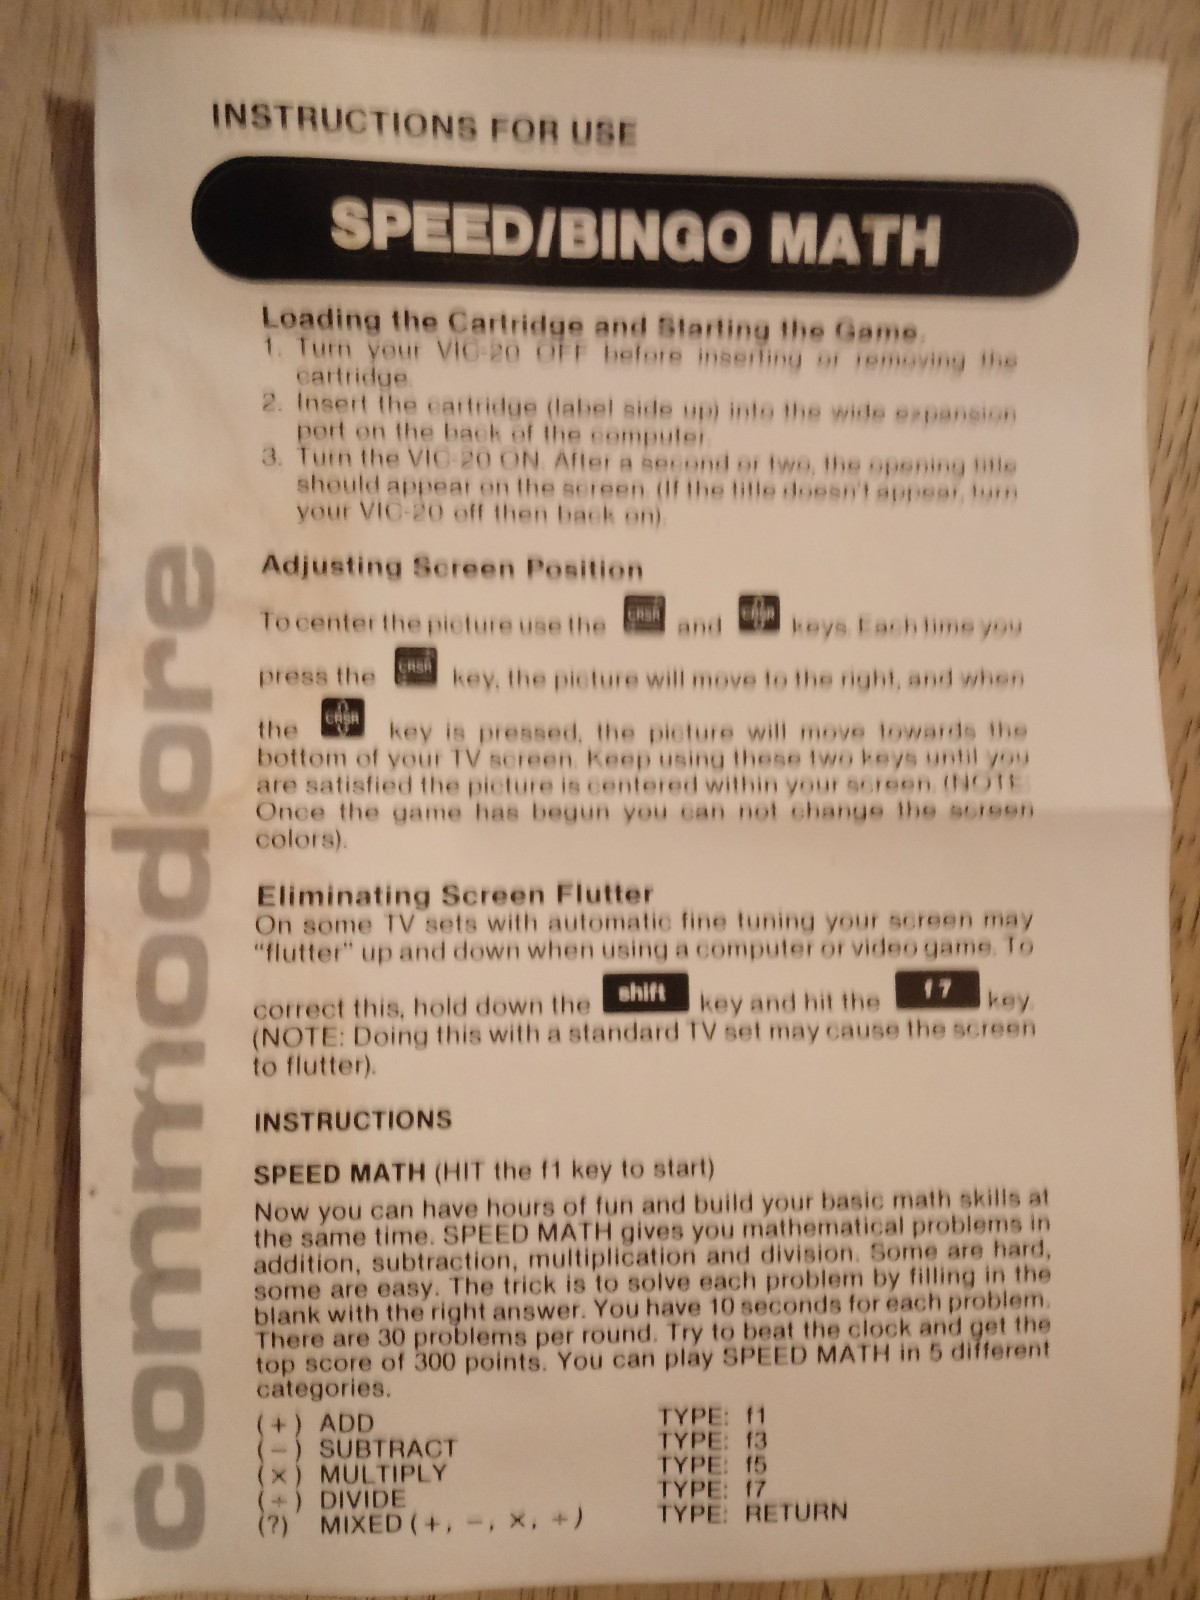 INSTRUCTIONS FOR USE
SPEED/BINGO MATH
Loading the Cartridge and Starting the Game.
1. Turn your VIC-20 OFF before inserting or removing the
cartridge.
2. Insert the cartridge (label side up) into the wide expansion
port on the back of the computer.
3. Turn the VIC-20 ON. After a second or two, the opening title
should appear on the screen. (If the title doesn't appear, turn
your VIC-20 off then back on).
Adjusting Screen Position
To center the picture use the CRSR and CRSR keys. Each time you
press the CRSR key, the picture will move to the right, and when
the CRSR key is pressed, the picture will move towards the
bottom of your TV screen. Keep using these two keys until you
are satisfied the picture is centered within your screen. (NOTE:
Once the game has begun you can not change the screen
colors).
Eliminating Screen Flutter
On some TV sets with automatic fine tuning your screen may
"flutter" up and down when using a computer or video game. To
correct this, hold down the shift key and hit the f7 key.
(NOTE: Doing this with a standard TV set may cause the screen
to flutter).
INSTRUCTIONS
SPEED MATH (HIT the f1 key to start)
Now you can have hours of fun and build your basic math skills at
the same time. SPEED MATH gives you mathematical problems in
addition, subtraction, multiplication and division. Some are hard,
some are easy. The trick is to solve each problem by filling in the
blank with the right answer. You have 10 seconds for each problem.
There are 30 problems per round. Try to beat the clock and get the
top score of 300 points. You can play SPEED MATH in 5 different
categories.
(+) ADD TYPE: f1
(−) SUBTRACT TYPE: f3
(×) MULTIPLY TYPE: f5
(÷) DIVIDE TYPE: f7
(?) MIXED (+, −, ×, ÷) TYPE: RETURN
commodore